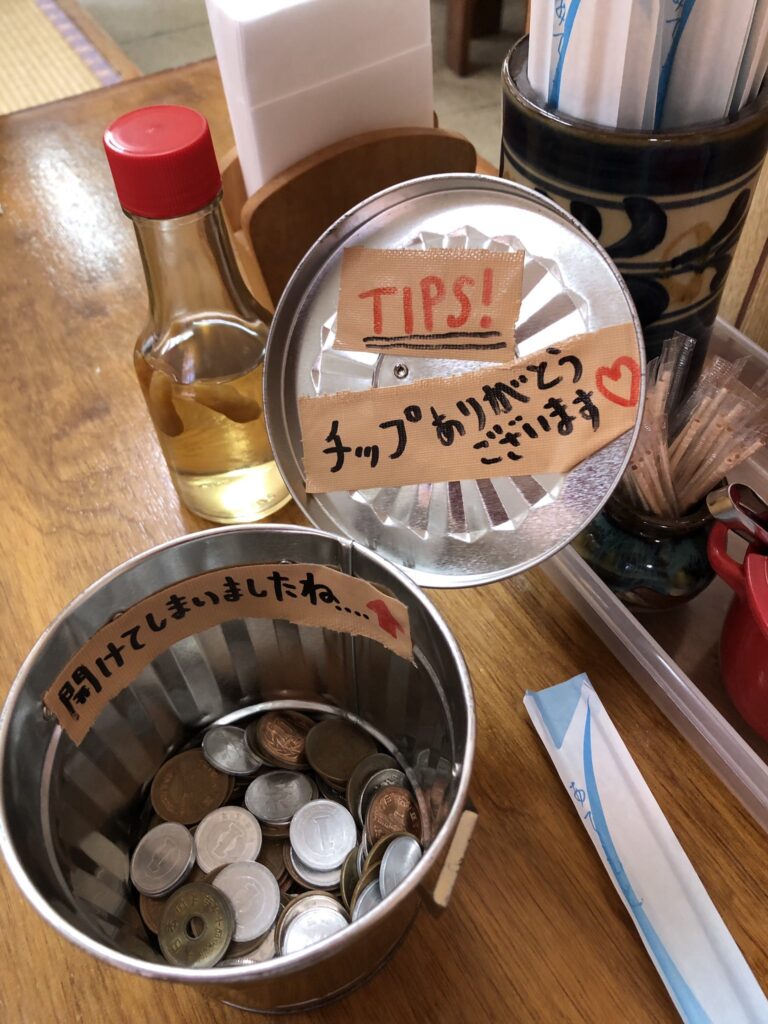 TIPS!
チップありがとう
ございます♡
開けてしまいましたね....